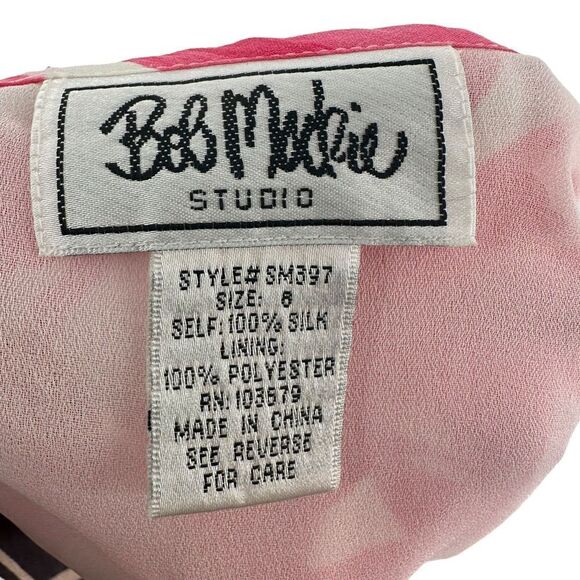 Bob Mackie
STUDIO
STYLE# SM397
SIZE: 6
SELF: 100% SILK
LINING:
100% POLYESTER
RN: 103679
MADE IN CHINA
SEE REVERSE
FOR CARE